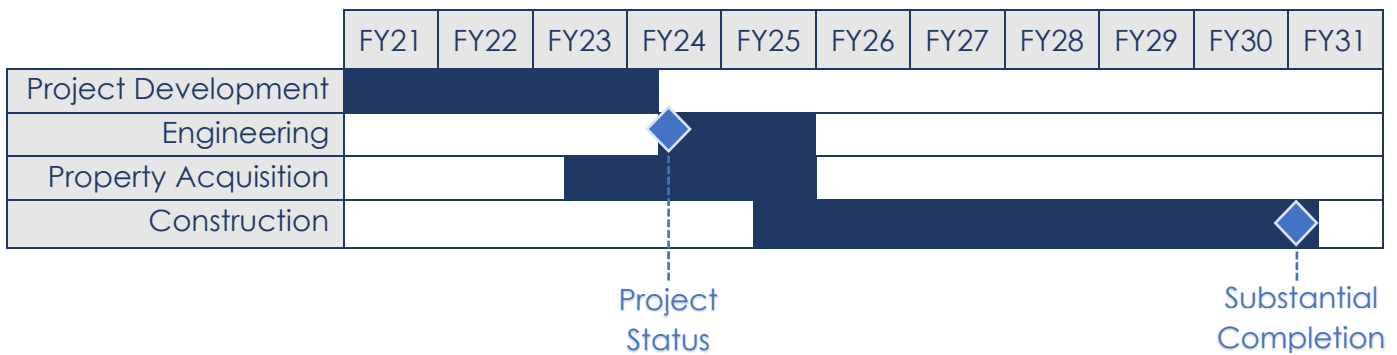 FY21 FY22 FY23 FY24 FY25 FY26 FY27 FY28 FY29 FY30 FY31
Project Development
Engineering
Property Acquisition
Construction
Project Status
Substantial Completion